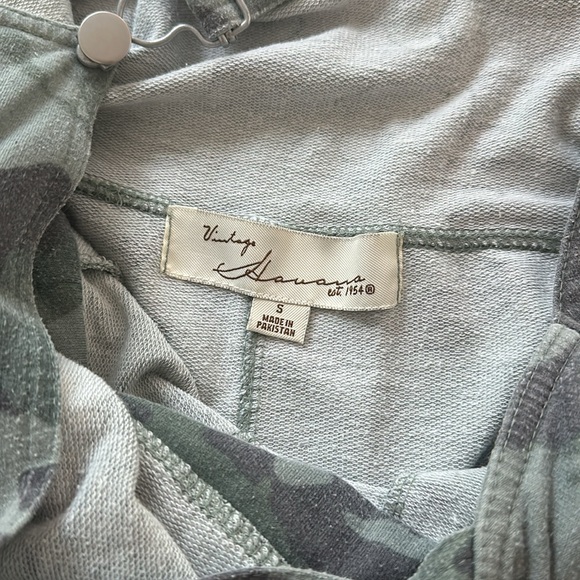 Vintage
Havana
est. 1954®
S
MADE IN
PAKISTAN